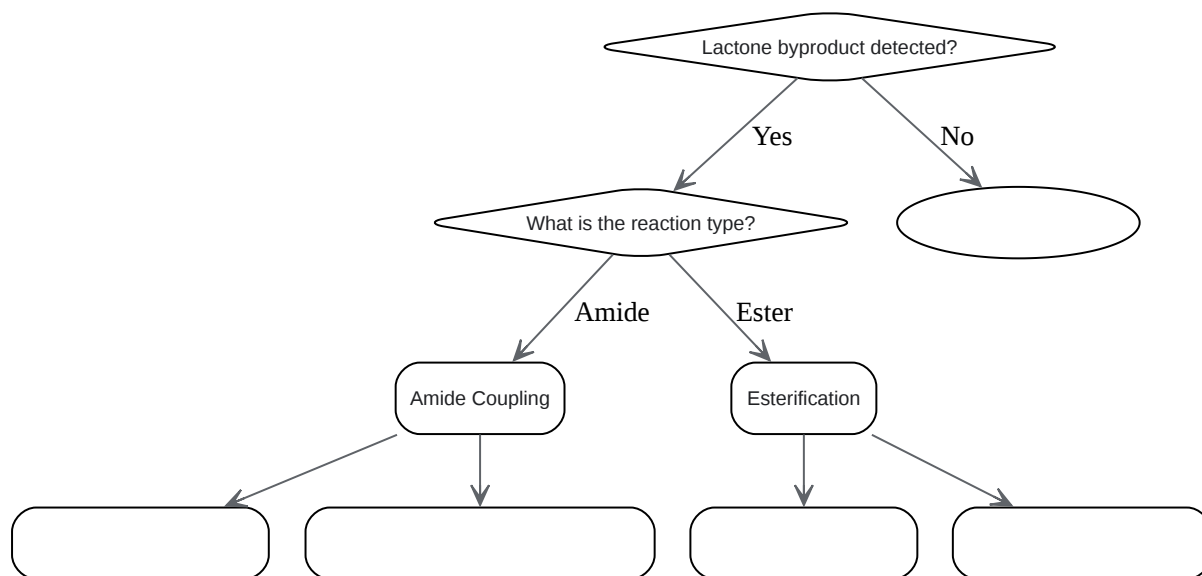 Lactone byproduct detected?
Yes
No
What is the reaction type?
Amide
Ester
Amide Coupling
Esterification